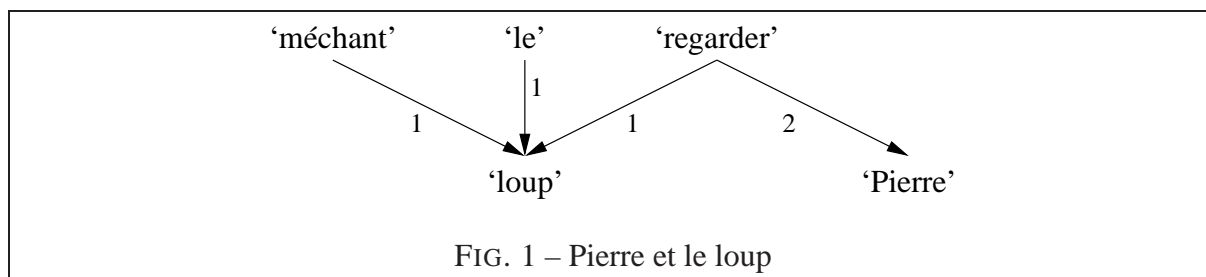 ‘méchant’ ‘le’ ‘regarder’
1
1 1 2
‘loup’ ‘Pierre’
FIG. 1 – Pierre et le loup